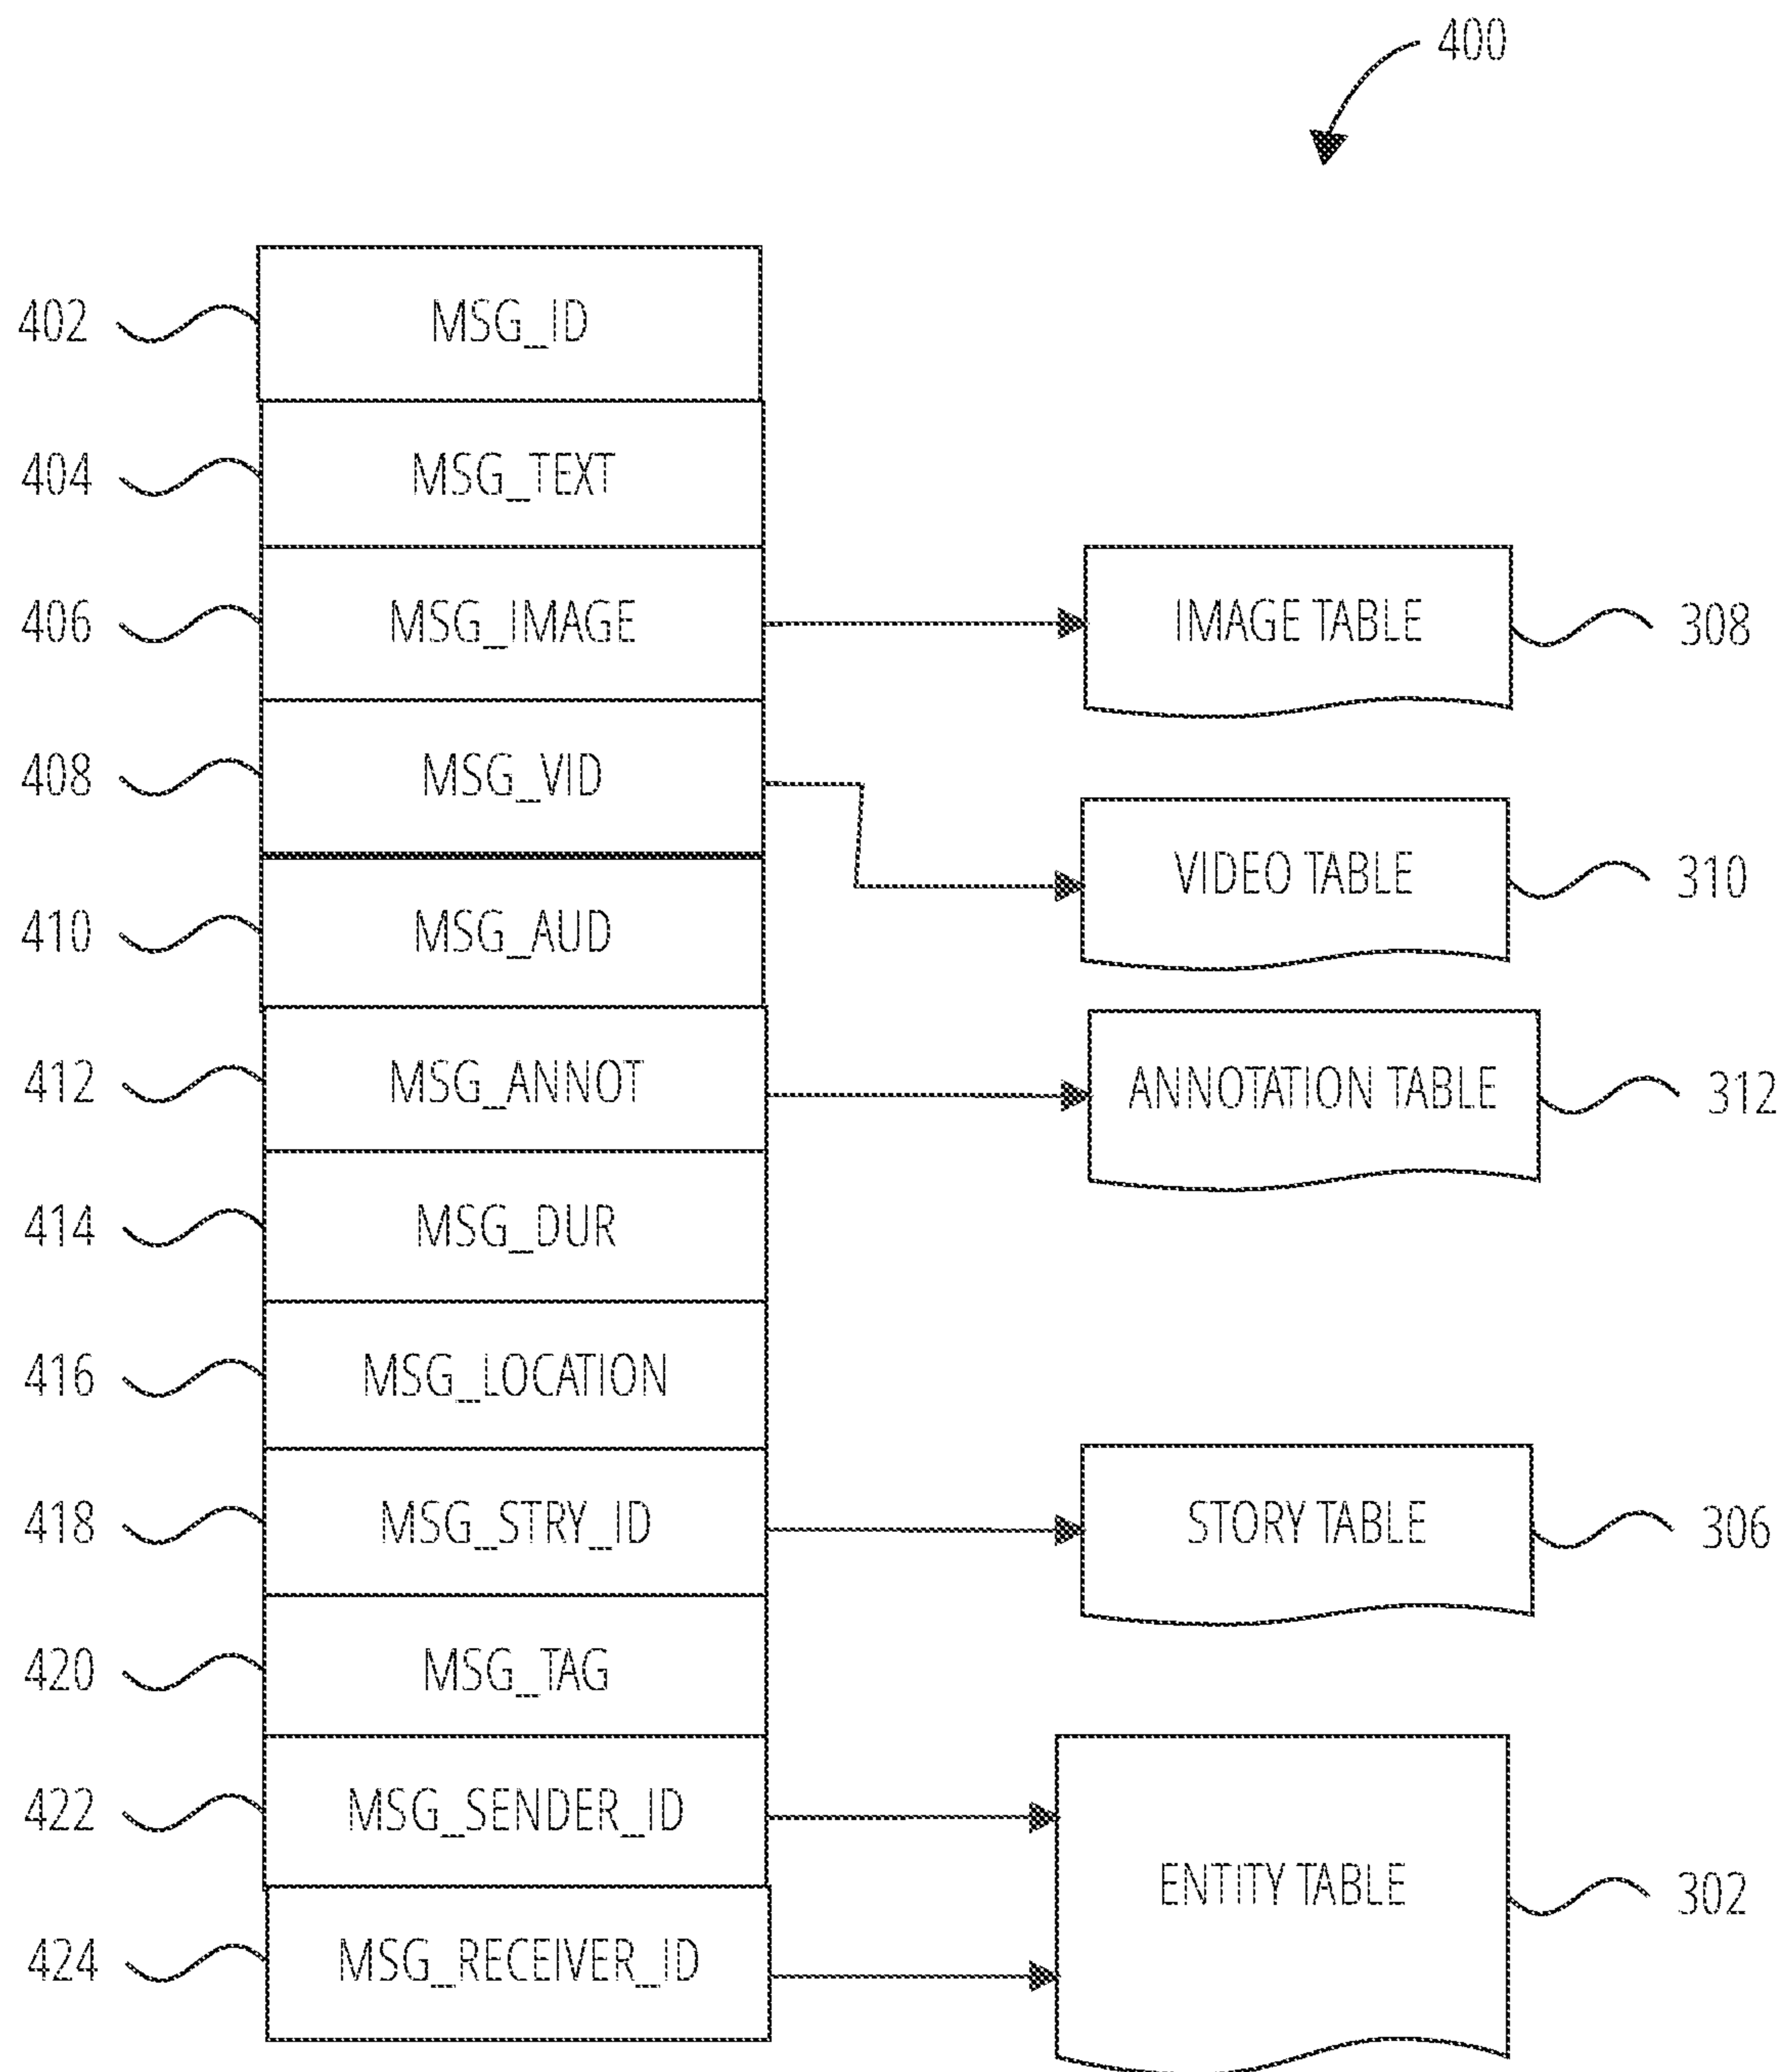 400
402 MSG_ID
404 MSG_TEXT
406 MSG_IMAGE IMAGE TABLE 308
408 MSG_VID
VIDEO TABLE 310
410 MSG_AUD
412 MSG_ANNOT ANNOTATION TABLE 312
414 MSG_DUR
416 MSG_LOCATION
418 MSG_STRY_ID STORY TABLE 306
420 MSG_TAG
422 MSG_SENDER_ID
ENTITY TABLE 302
424 MSG_RECEIVER_ID